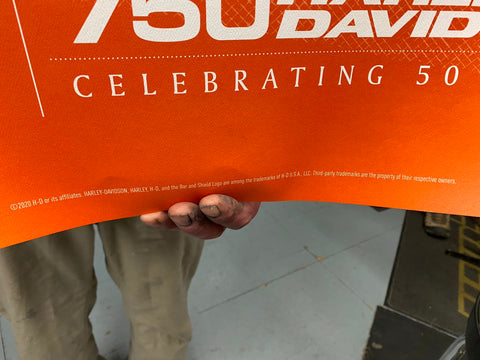 750 HARLEY
DAVID
CELEBRATING 50
©2020 H-D or its affiliates. HARLEY-DAVIDSON, HARLEY, H-D, and the Bar and Shield Logo are among the trademarks of H-D U.S.A., LLC. Third-party trademarks are the property of their respective owners.